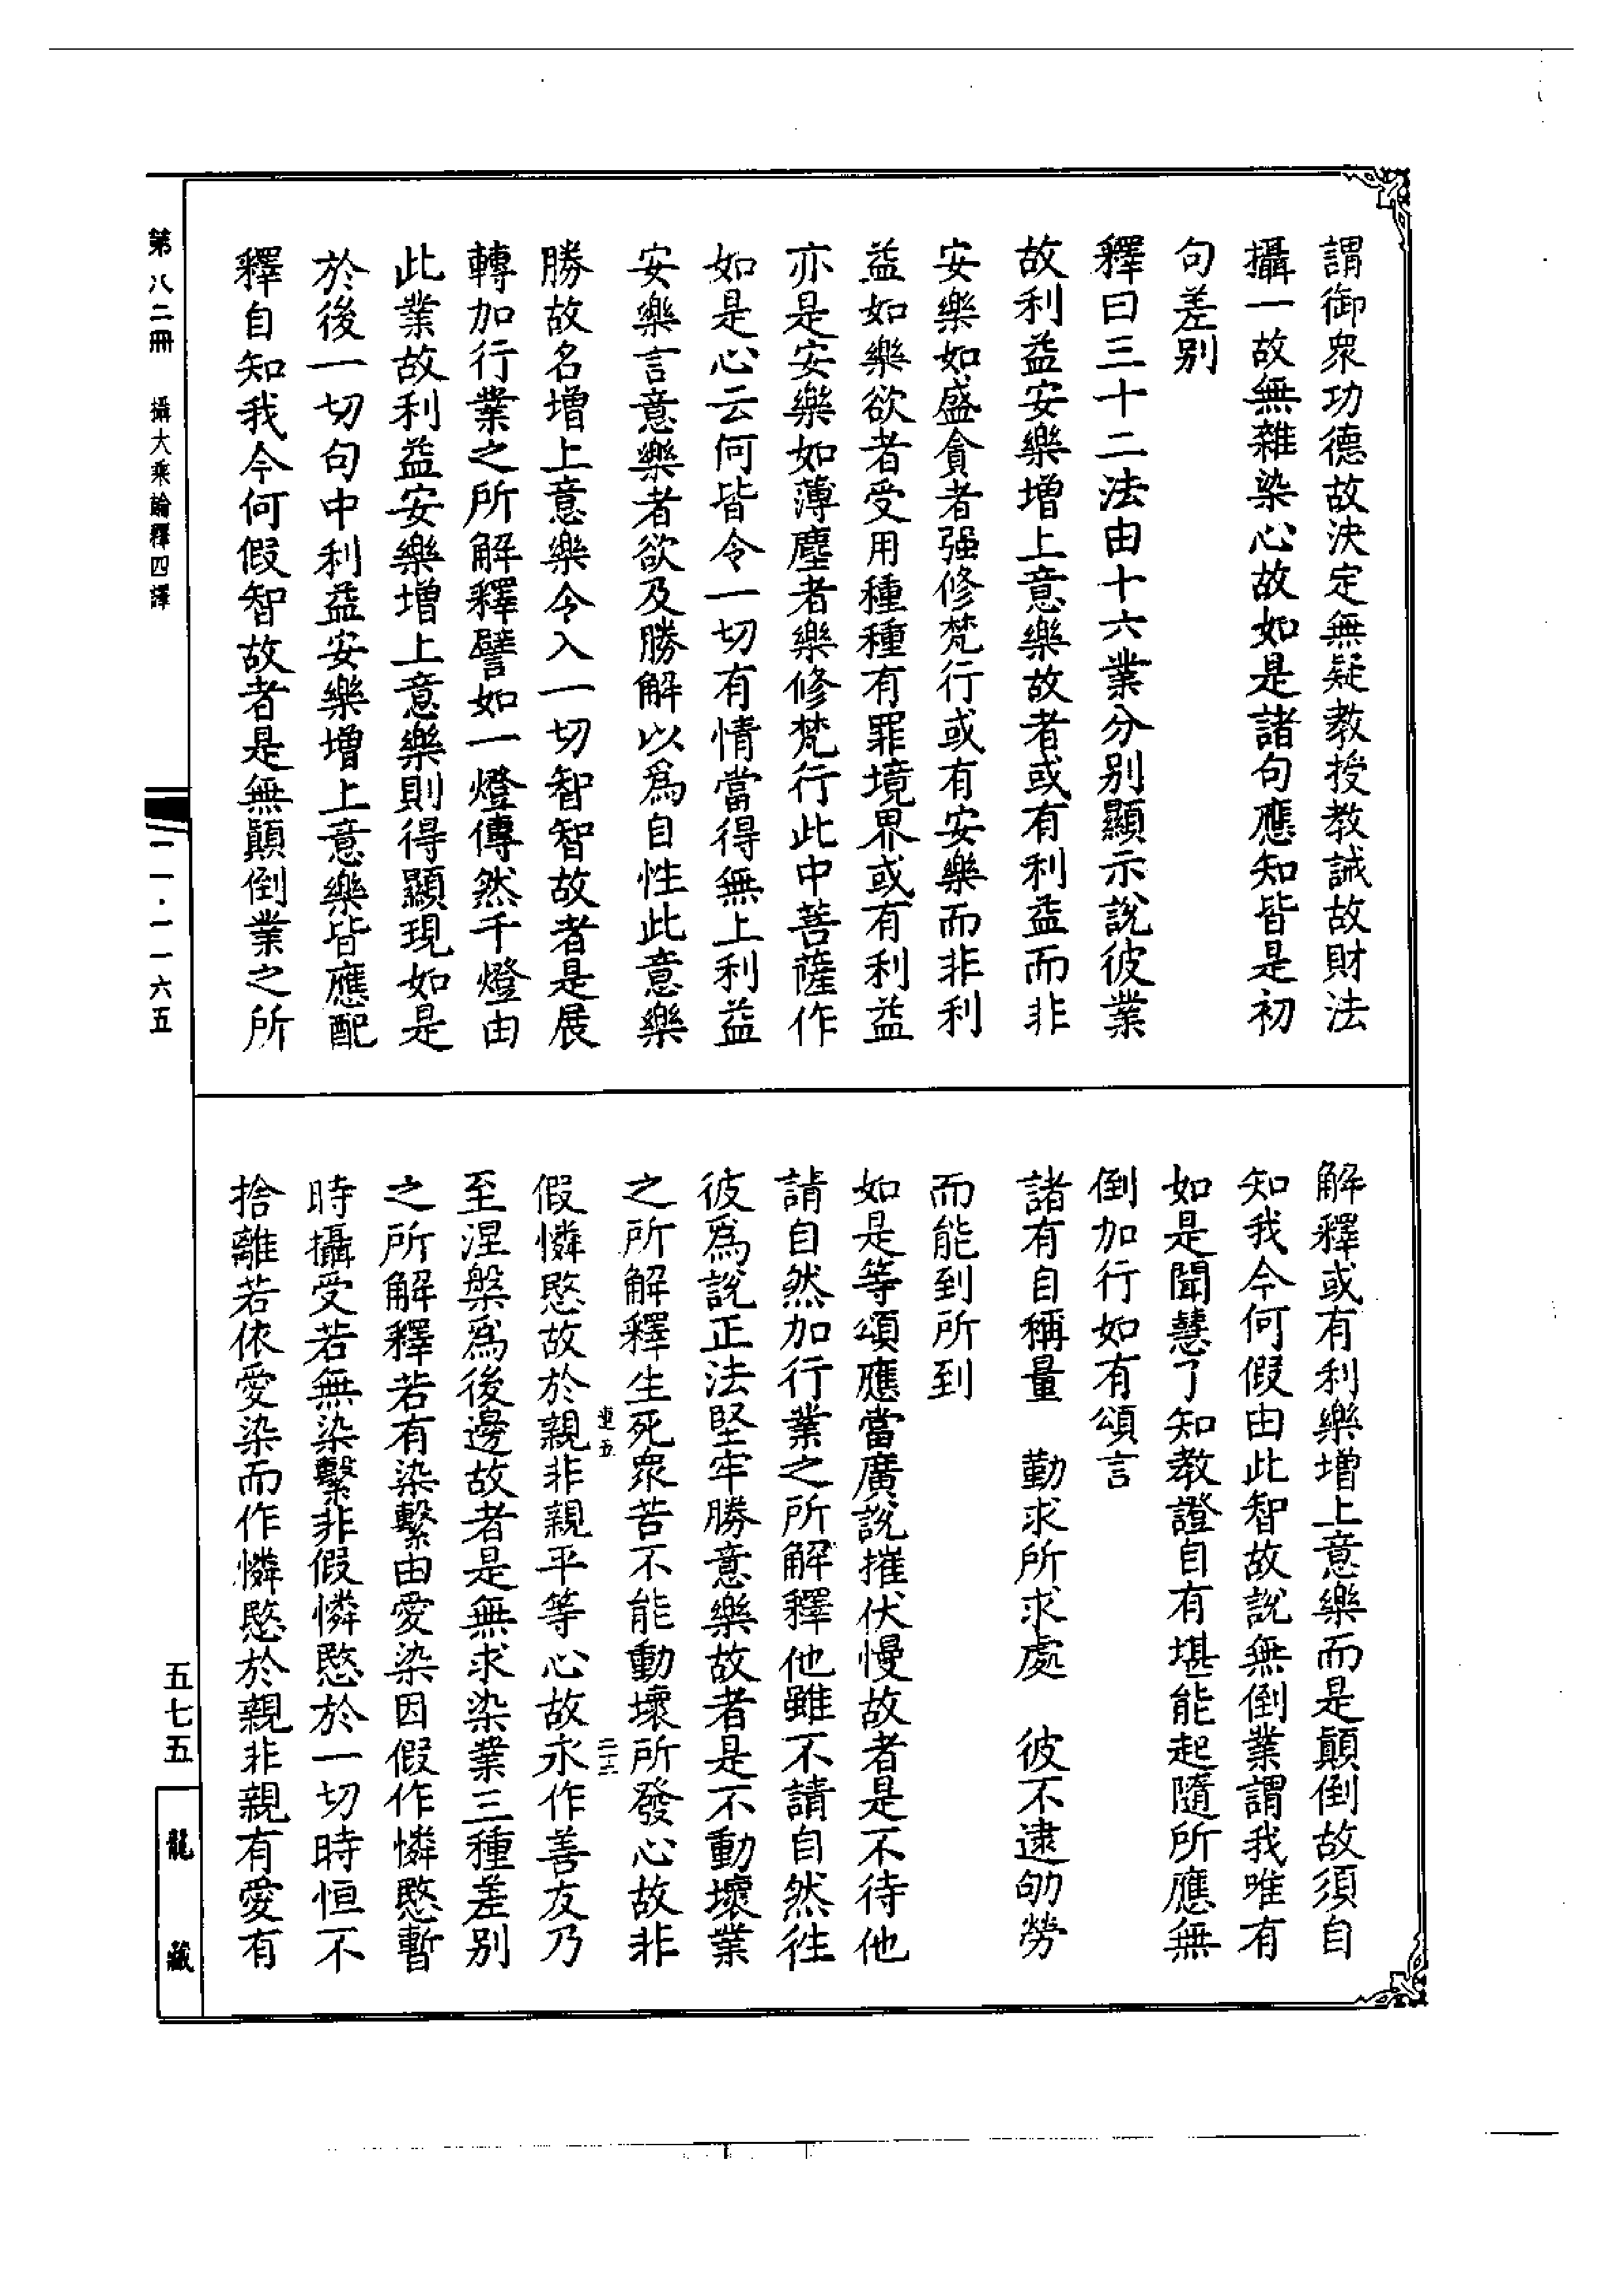 謂御衆功德故決定無疑教授教誡故財法
攝一故無雜染心故如是諸句應知皆是初
句差別
釋曰三十二法由十六業分別顯示說彼業
故利益安樂增上意樂故者或有利益而非
安樂如盛貪者强修梵行或有安樂而非利
益如樂欲者受用種種有罪境界或有利益
亦是安樂如薄塵者樂修梵行此中菩薩作
如是心云何皆令一切有情當得無上利益
安樂言意樂者欲及勝解以爲自性此意樂
勝故名增上意樂令入一切智智故者是展
轉加行業之所解釋譬如一燈傳然千燈由
此業故利益安樂增上意樂則得顯現如是
於後一切句中利益安樂增上意樂皆應配
釋自知我今何假智故者是無顚倒業之所
解釋或有利樂增上意樂而是顚倒故須自
知我今何假由此智故說無倒業謂我唯有
如是聞慧了知教證自有堪能起隨所應無
倒加行如有頌言
諸有自稱量　勤求所求處　彼不逮劬勞
而能到所到
如是等頌應當廣說摧伏慢故者是不待他
請自然加行業之所解釋他雖不請自然往
彼爲說正法堅牢勝意樂故者是不動壞業
之所解釋生死衆苦不能動壞所發心故非
連五　二十三
假憐愍故於親非親平等心故永作善友乃
至涅槃爲後邊故者是無求染業三種差別
之所解釋若有染繫由愛染因假作憐愍暫
時攝受若無染繫非假憐愍於一切時恒不
捨離若依愛染而作憐愍於親非親有愛有
第八二冊　攝大乘論釋四譯
一一·一一六五
五七五
龍藏